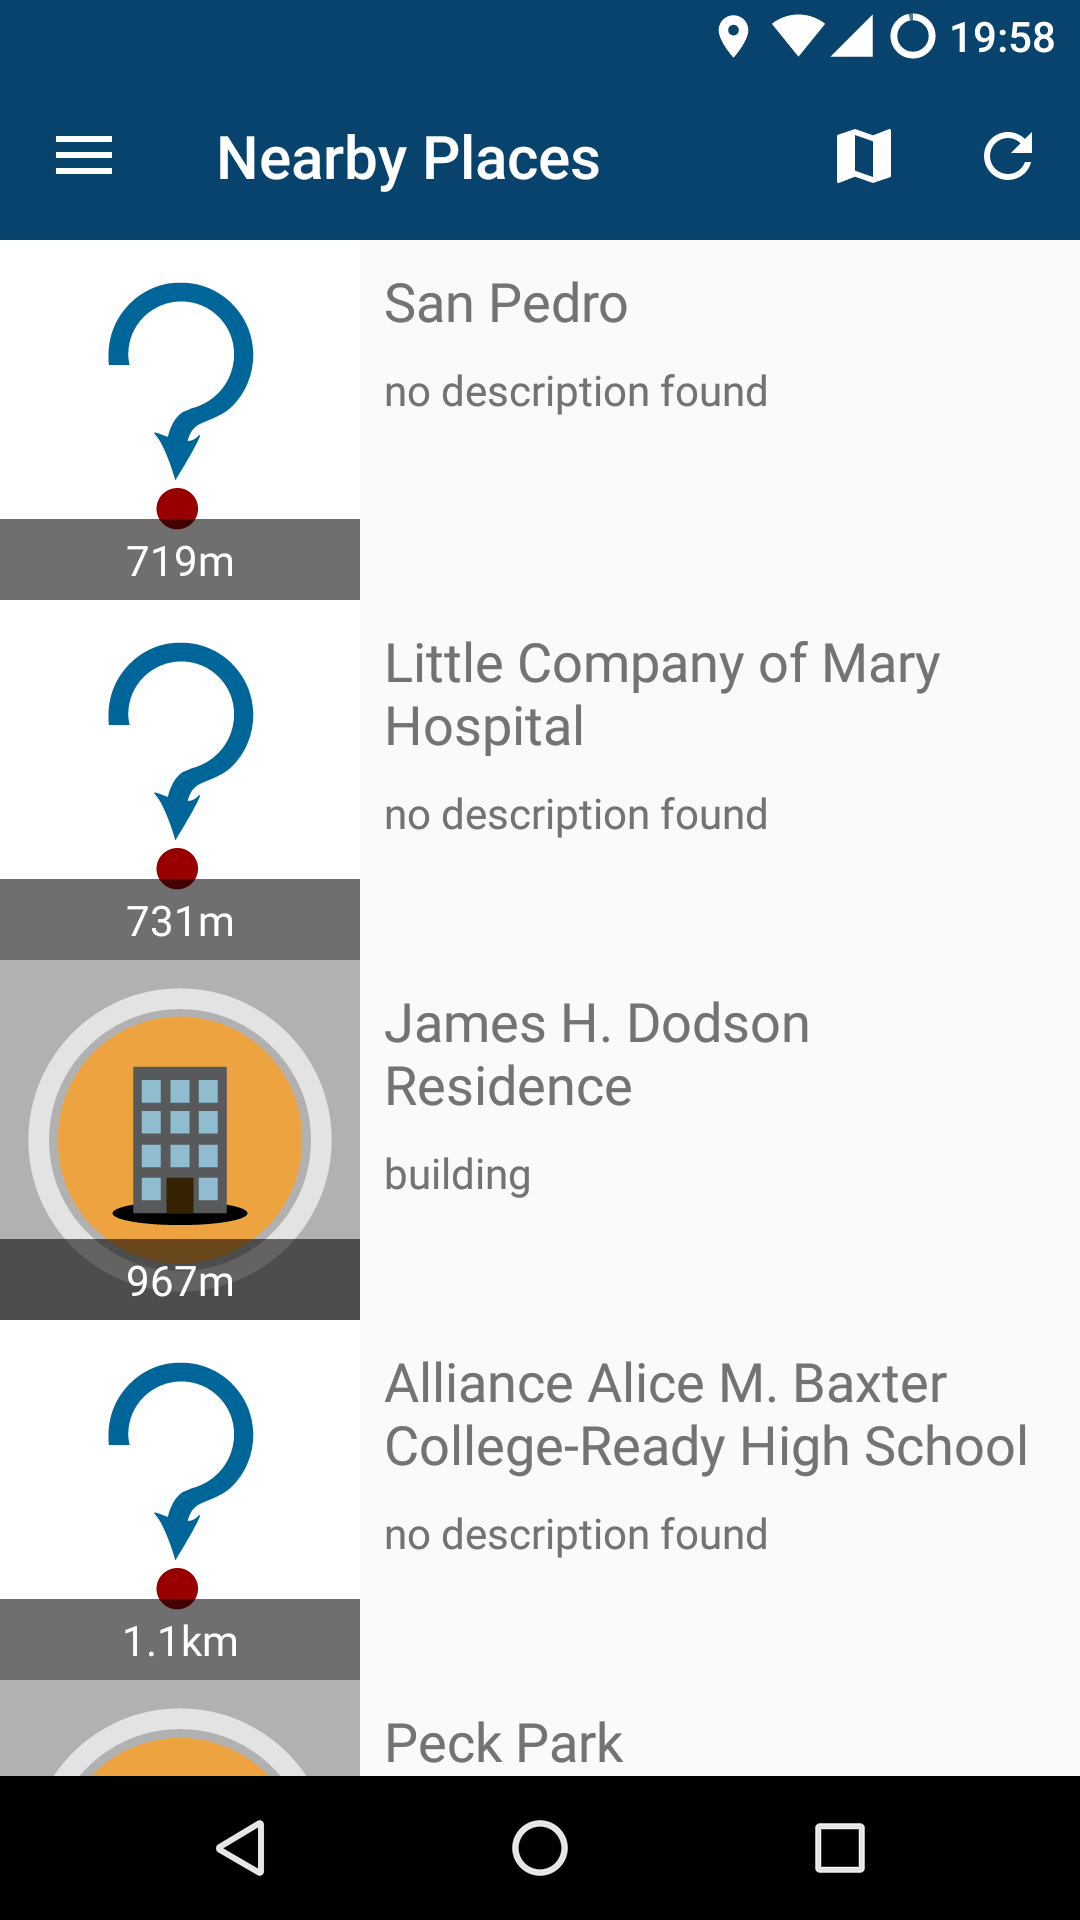 19:58
Nearby Places
San Pedro
no description found
719m
Little Company of Mary
Hospital
no description found
731m
James H. Dodson
Residence
building
967m
Alliance Alice M. Baxter
College-Ready High School
no description found
1.1km
Peck Park